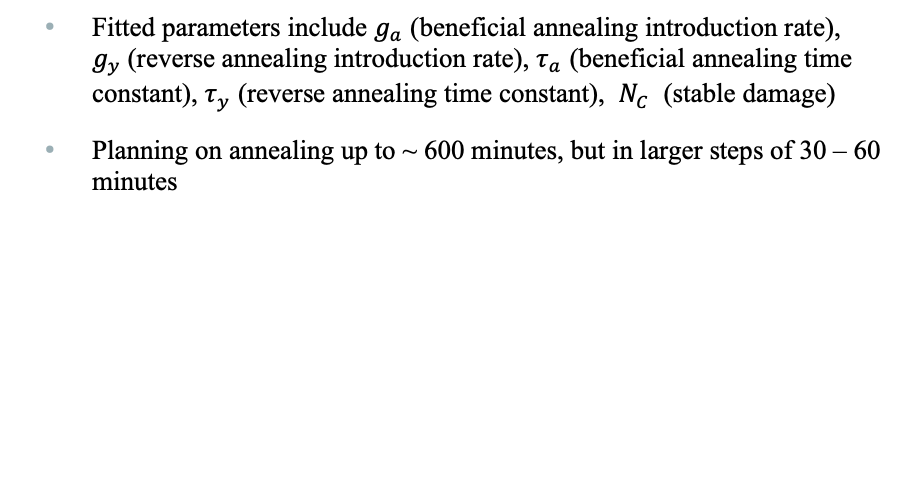 • Fitted parameters include gₐ (beneficial annealing introduction rate),
g_y (reverse annealing introduction rate), τₐ (beneficial annealing time
constant), τ_y (reverse annealing time constant), N_C (stable damage)
• Planning on annealing up to ~ 600 minutes, but in larger steps of 30 – 60
minutes